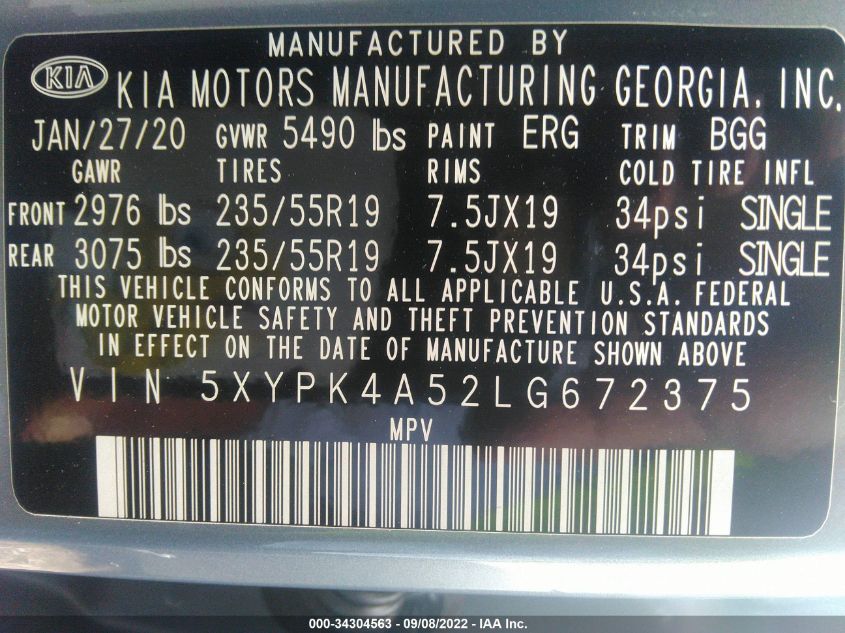 MANUFACTURED BY
KIA KIA MOTORS MANUFACTURING GEORGIA, INC.
JAN/27/20 GVWR 5490 lbs PAINT ERG TRIM BGG
GAWR TIRES RIMS COLD TIRE INFL
FRONT 2976 lbs 235/55R19 7.5JX19 34psi SINGLE
REAR 3075 lbs 235/55R19 7.5JX19 34psi SINGLE
THIS VEHICLE CONFORMS TO ALL APPLICABLE U.S.A. FEDERAL
MOTOR VEHICLE SAFETY AND THEFT PREVENTION STANDARDS
IN EFFECT ON THE DATE OF MANUFACTURE SHOWN ABOVE
VIN 5XYPK4A52LG672375
MPV
000-34304563 - 09/08/2022 - IAA Inc.